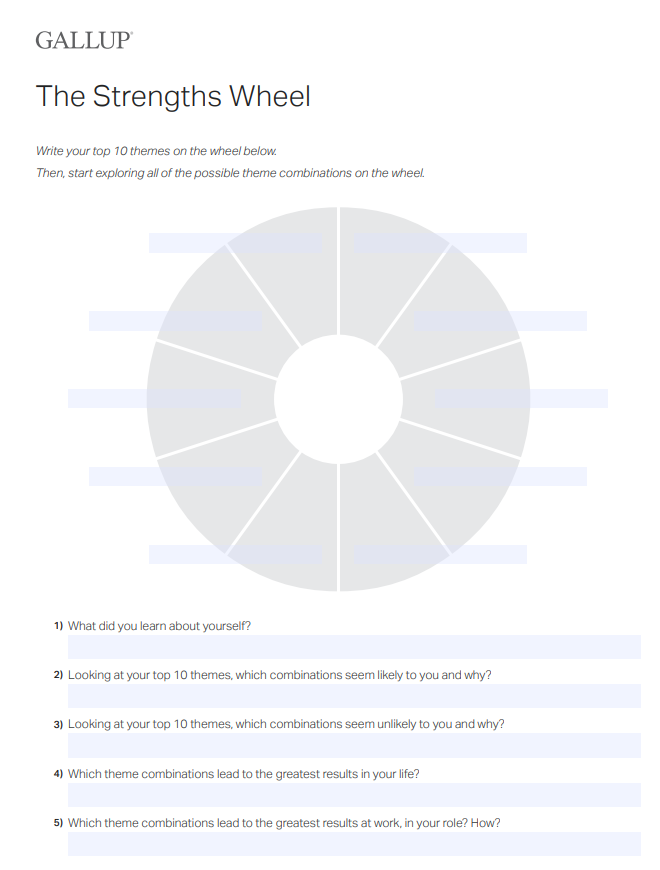 GALLUP®
The Strengths Wheel
Write your top 10 themes on the wheel below.
Then, start exploring all of the possible theme combinations on the wheel.
1) What did you learn about yourself?
2) Looking at your top 10 themes, which combinations seem likely to you and why?
3) Looking at your top 10 themes, which combinations seem unlikely to you and why?
4) Which theme combinations lead to the greatest results in your life?
5) Which theme combinations lead to the greatest results at work, in your role? How?